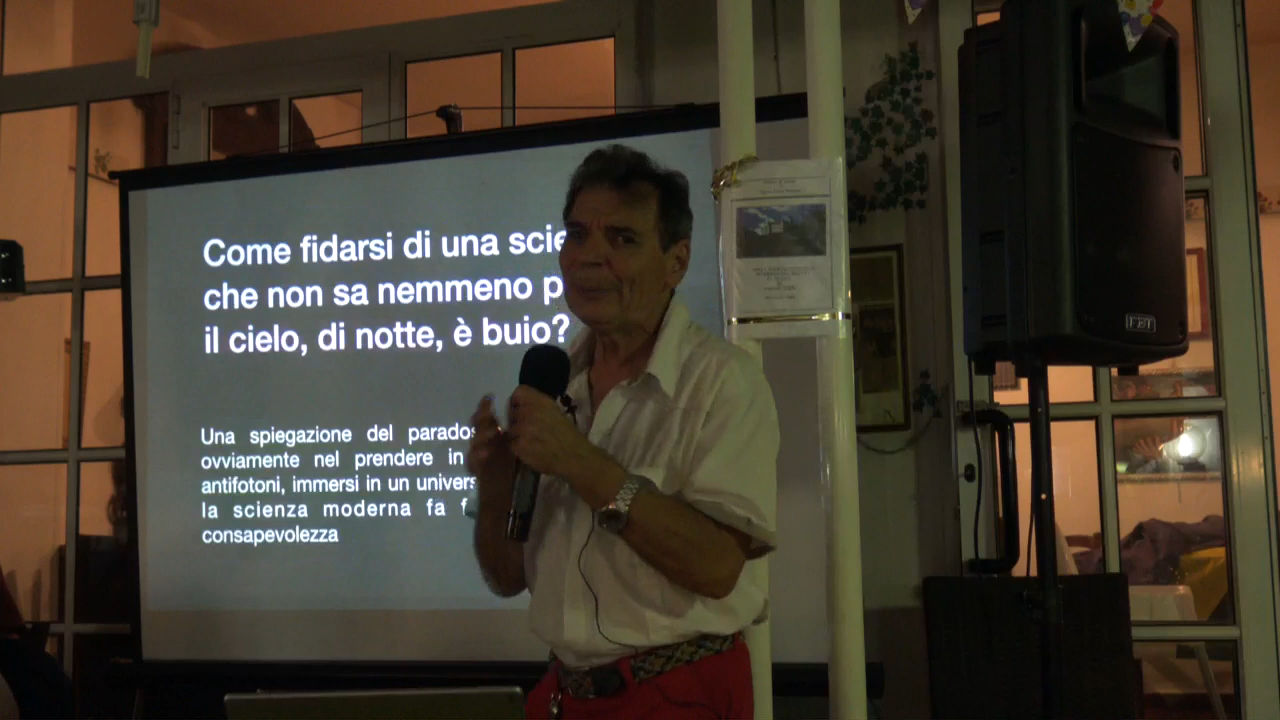 Come fidarsi di una scie
che non sa nemmeno p
il cielo, di notte, è buio?
Una spiegazione del parados
ovviamente nel prendere in
antifotoni, immersi in un univers
la scienza moderna fa f
consapevolezza
FBT